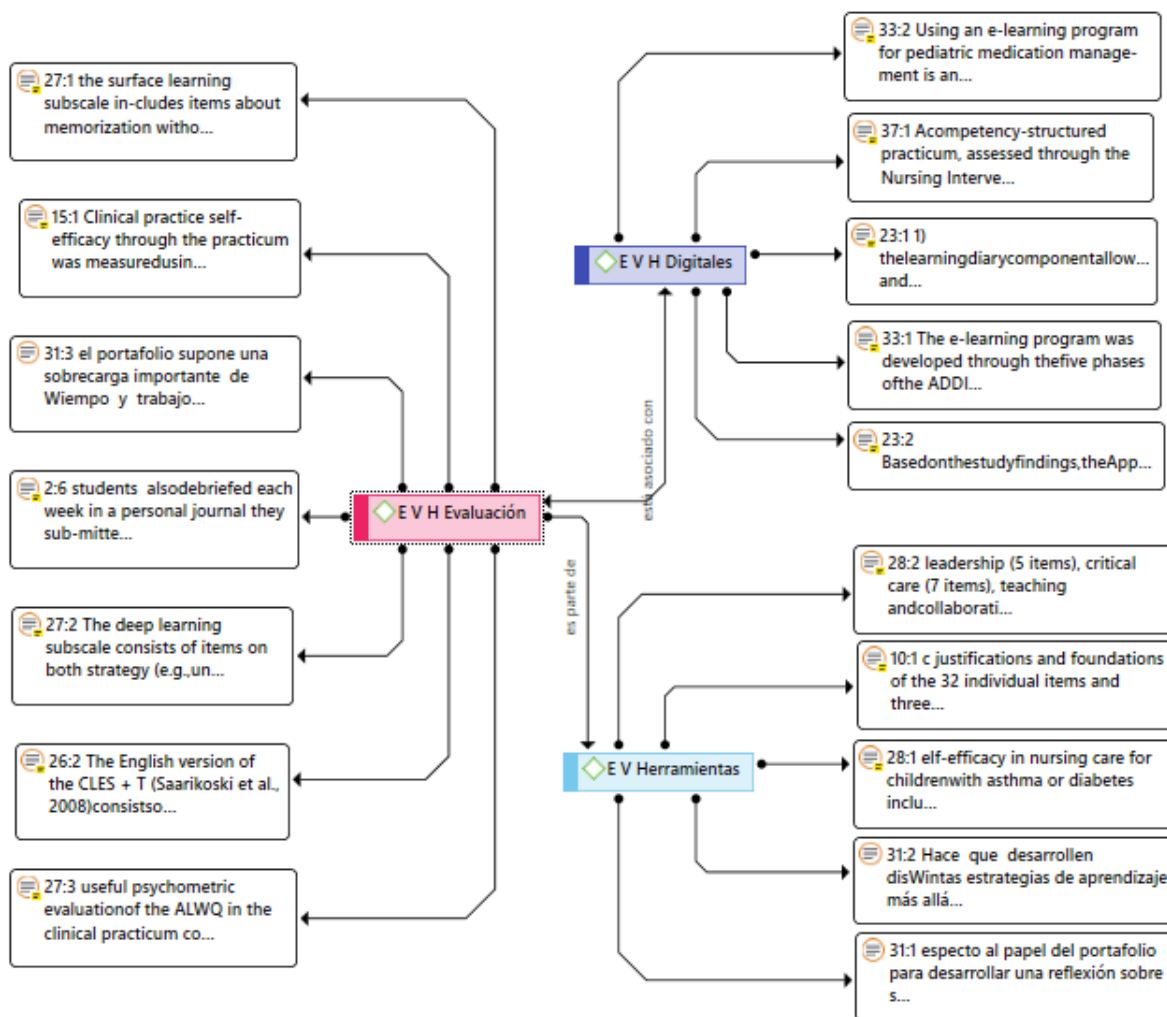 27:1 the surface learning
subscale in-cludes items about
memorization witho...
15:1 Clinical practice self-
efficacy through the practicum
was measuredusin...
31:3 el portafolio supone una
sobrecarga importante de
Wiempo y trabajo...
2:6 students alsodebriefed each
week in a personal journal they
sub-mitte...
27:2 The deep learning
subscale consists of items on
both strategy (e.g.,un...
26:2 The English version of
the CLES + T (Saarikoski et al.,
2008)consistso...
27:3 useful psychometric
evaluationof the ALWQ in the
clinical practicum co...
E V H Evaluación
está asociado con
es parte de
E V H Digitales
33:2 Using an e-learning program
for pediatric medication manage-
ment is an...
37:1 Acompetency-structured
practicum, assessed through the
Nursing Interve...
23:1 1)
thelearningdiarycomponentallow...
and...
33:1 The e-learning program was
developed through thefive phases
ofthe ADDI...
23:2
Basedonthestudyfindings,theApp...
E V Herramientas
28:2 leadership (5 items), critical
care (7 items), teaching
andcollaborati...
10:1 c justifications and foundations
of the 32 individual items and
three...
28:1 elf-efficacy in nursing care for
childrenwith asthma or diabetes
inclu...
31:2 Hace que desarrollen
disWintas estrategias de aprendizaje
más allá...
31:1 especto al papel del portafolio
para desarrollar una reflexión sobre
s...